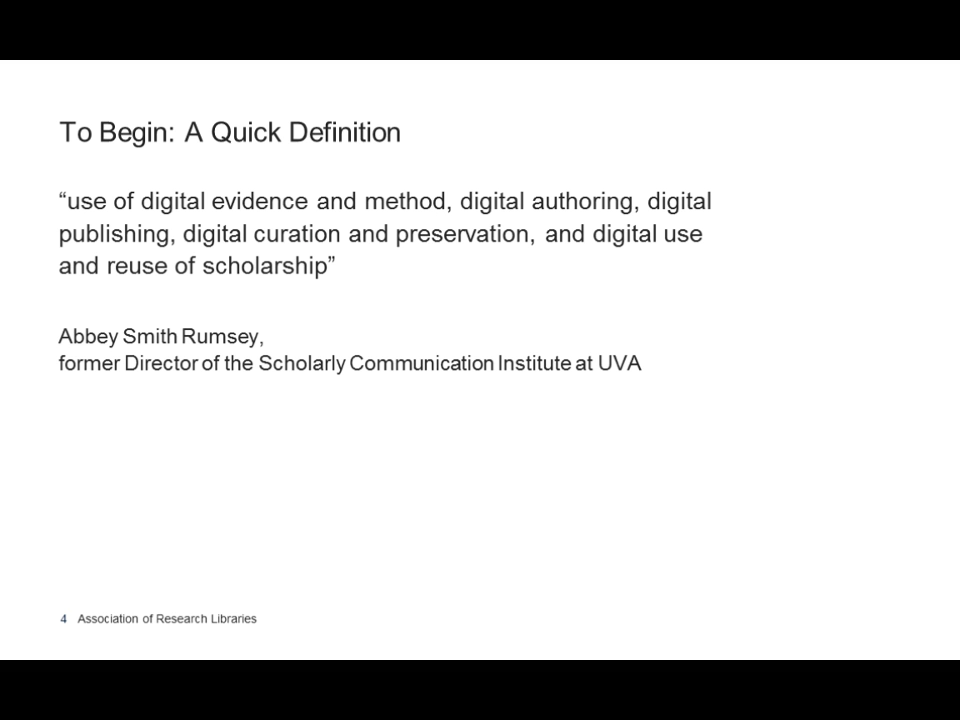 To Begin: A Quick Definition
“use of digital evidence and method, digital authoring, digital
publishing, digital curation and preservation, and digital use
and reuse of scholarship”
Abbey Smith Rumsey,
former Director of the Scholarly Communication Institute at UVA
4 Association of Research Libraries